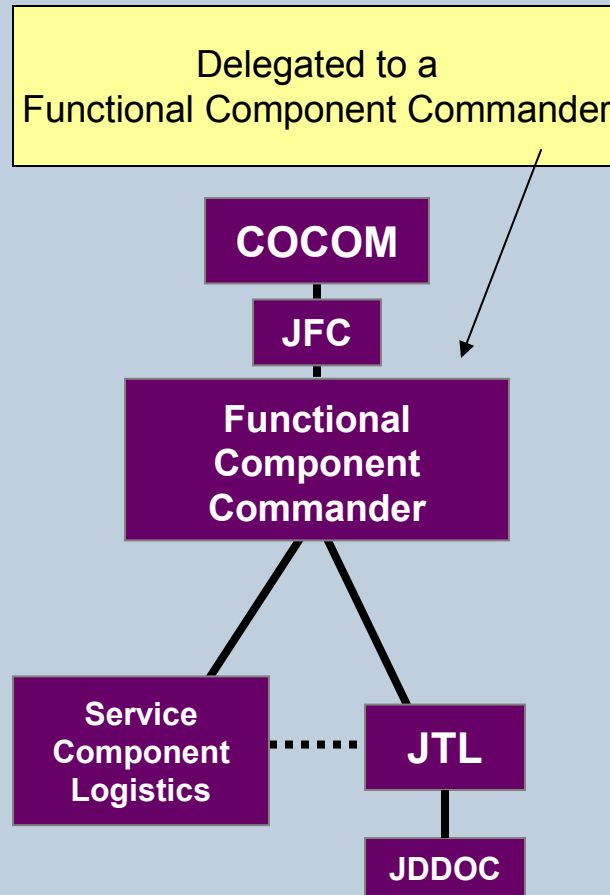 Delegated to a
Functional Component Commander
COCOM
JFC
Functional
Component
Commander
Service
Component
Logistics
JTL
JDDOC